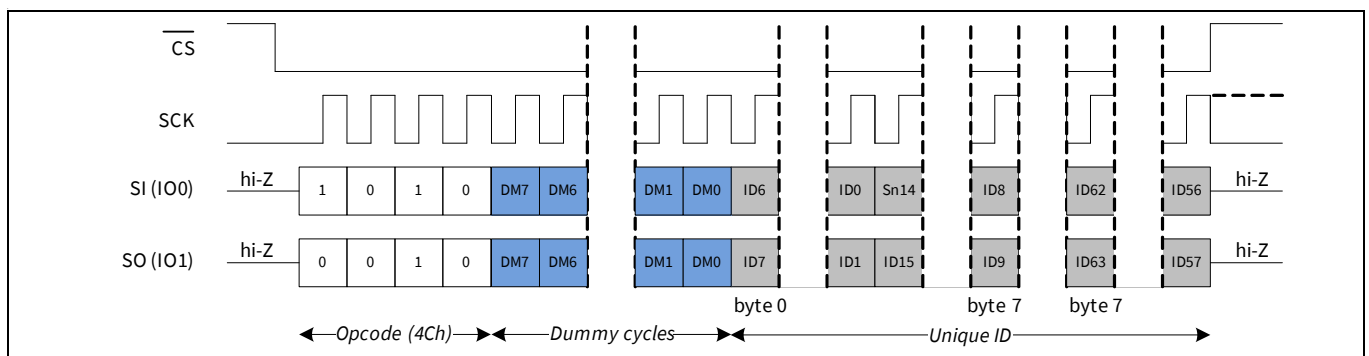 CS
SCK
SI (IO0) hi-Z 1 0 1 0 DM7 DM6 DM1 DM0 ID6 ID0 Sn14 ID8 ID62 ID56 hi-Z
SO (IO1) hi-Z 0 0 1 0 DM7 DM6 DM1 DM0 ID7 ID1 ID15 ID9 ID63 ID57 hi-Z
byte 0 byte 7 byte 7
Opcode (4Ch) Dummy cycles Unique ID